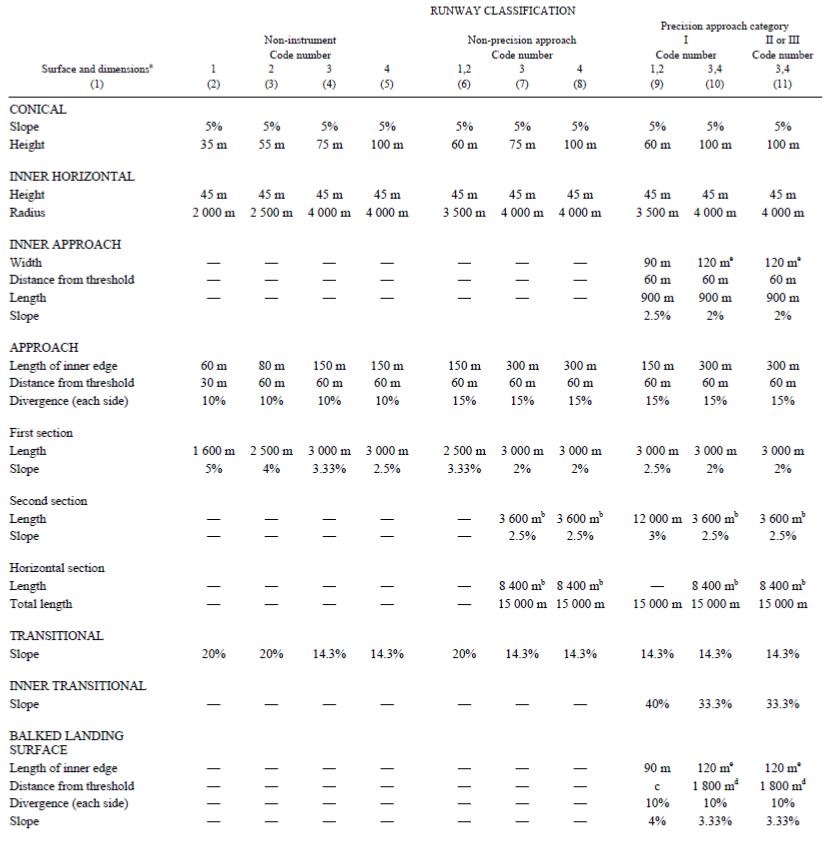 RUNWAY CLASSIFICATION
Precision approach category
Non-instrument Non-precision approach I II or III
Code number Code number Code number Code number
Surface and dimensionsᵃ 1 2 3 4 1,2 3 4 1,2 3,4 3,4
(1) (2) (3) (4) (5) (6) (7) (8) (9) (10) (11)
CONICAL
Slope 5% 5% 5% 5% 5% 5% 5% 5% 5% 5%
Height 35 m 55 m 75 m 100 m 60 m 75 m 100 m 60 m 100 m 100 m
INNER HORIZONTAL
Height 45 m 45 m 45 m 45 m 45 m 45 m 45 m 45 m 45 m 45 m
Radius 2 000 m 2 500 m 4 000 m 4 000 m 3 500 m 4 000 m 4 000 m 3 500 m 4 000 m 4 000 m
INNER APPROACH
Width — — — — — — — 90 m 120 mᵉ 120 mᵉ
Distance from threshold — — — — — — — 60 m 60 m 60 m
Length — — — — — — — 900 m 900 m 900 m
Slope 2.5% 2% 2%
APPROACH
Length of inner edge 60 m 80 m 150 m 150 m 150 m 300 m 300 m 150 m 300 m 300 m
Distance from threshold 30 m 60 m 60 m 60 m 60 m 60 m 60 m 60 m 60 m 60 m
Divergence (each side) 10% 10% 10% 10% 15% 15% 15% 15% 15% 15%
First section
Length 1 600 m 2 500 m 3 000 m 3 000 m 2 500 m 3 000 m 3 000 m 3 000 m 3 000 m 3 000 m
Slope 5% 4% 3.33% 2.5% 3.33% 2% 2% 2.5% 2% 2%
Second section
Length — — — — — 3 600 mᵇ 3 600 mᵇ 12 000 m 3 600 mᵇ 3 600 mᵇ
Slope — — — — — 2.5% 2.5% 3% 2.5% 2.5%
Horizontal section
Length — — — — — 8 400 mᵇ 8 400 mᵇ — 8 400 mᵇ 8 400 mᵇ
Total length — — — — — 15 000 m 15 000 m 15 000 m 15 000 m 15 000 m
TRANSITIONAL
Slope 20% 20% 14.3% 14.3% 20% 14.3% 14.3% 14.3% 14.3% 14.3%
INNER TRANSITIONAL
Slope — — — — — — — 40% 33.3% 33.3%
BALKED LANDING
SURFACE
Length of inner edge — — — — — — — 90 m 120 mᵉ 120 mᵉ
Distance from threshold — — — — — — — c 1 800 mᵈ 1 800 mᵈ
Divergence (each side) — — — — — — — 10% 10% 10%
Slope — — — — — — — 4% 3.33% 3.33%